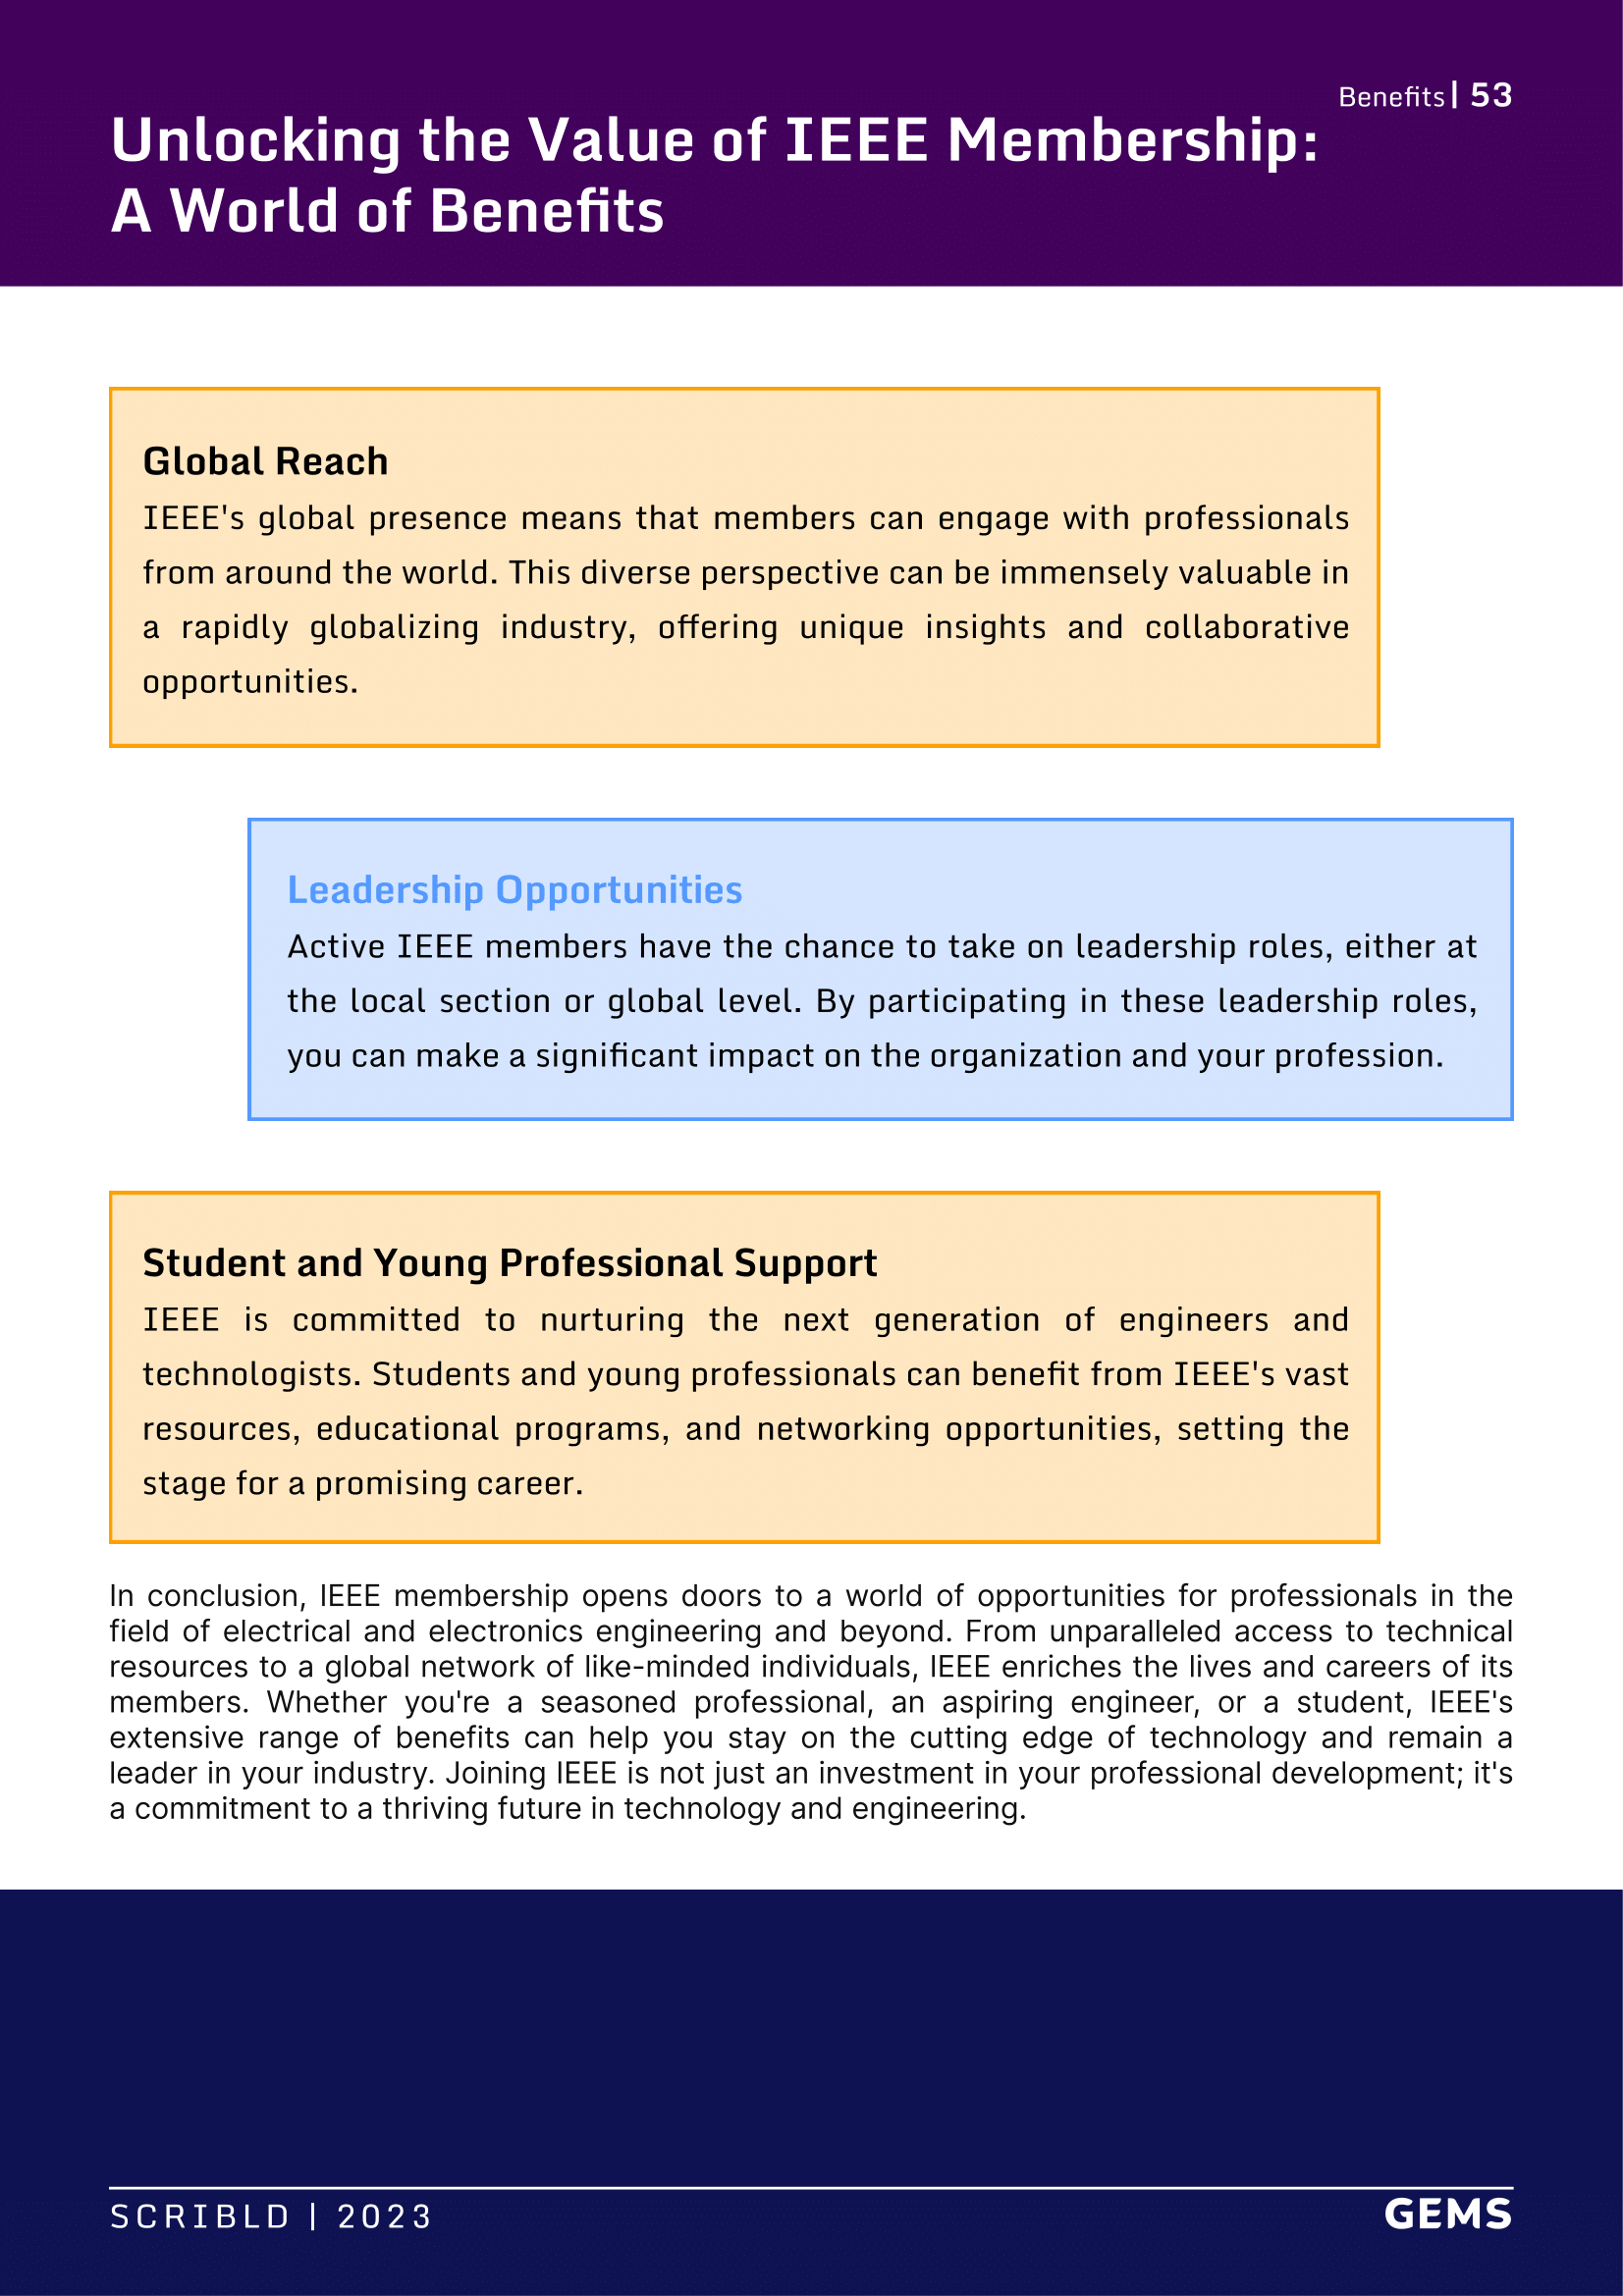 Benefits| 53
Unlocking the Value of IEEE Membership:
A World of Benefits
Global Reach
IEEE's global presence means that members can engage with professionals
from around the world. This diverse perspective can be immensely valuable in
a rapidly globalizing industry, offering unique insights and collaborative
opportunities.
Leadership Opportunities
Active IEEE members have the chance to take on leadership roles, either at
the local section or global level. By participating in these leadership roles,
you can make a significant impact on the organization and your profession.
Student and Young Professional Support
IEEE is committed to nurturing the next generation of engineers and
technologists. Students and young professionals can benefit from IEEE's vast
resources, educational programs, and networking opportunities, setting the
stage for a promising career.
In conclusion, IEEE membership opens doors to a world of opportunities for professionals in the
field of electrical and electronics engineering and beyond. From unparalleled access to technical
resources to a global network of like-minded individuals, IEEE enriches the lives and careers of its
members. Whether you're a seasoned professional, an aspiring engineer, or a student, IEEE's
extensive range of benefits can help you stay on the cutting edge of technology and remain a
leader in your industry. Joining IEEE is not just an investment in your professional development; it's
a commitment to a thriving future in technology and engineering.
SCRIBLD | 2023
GEMS